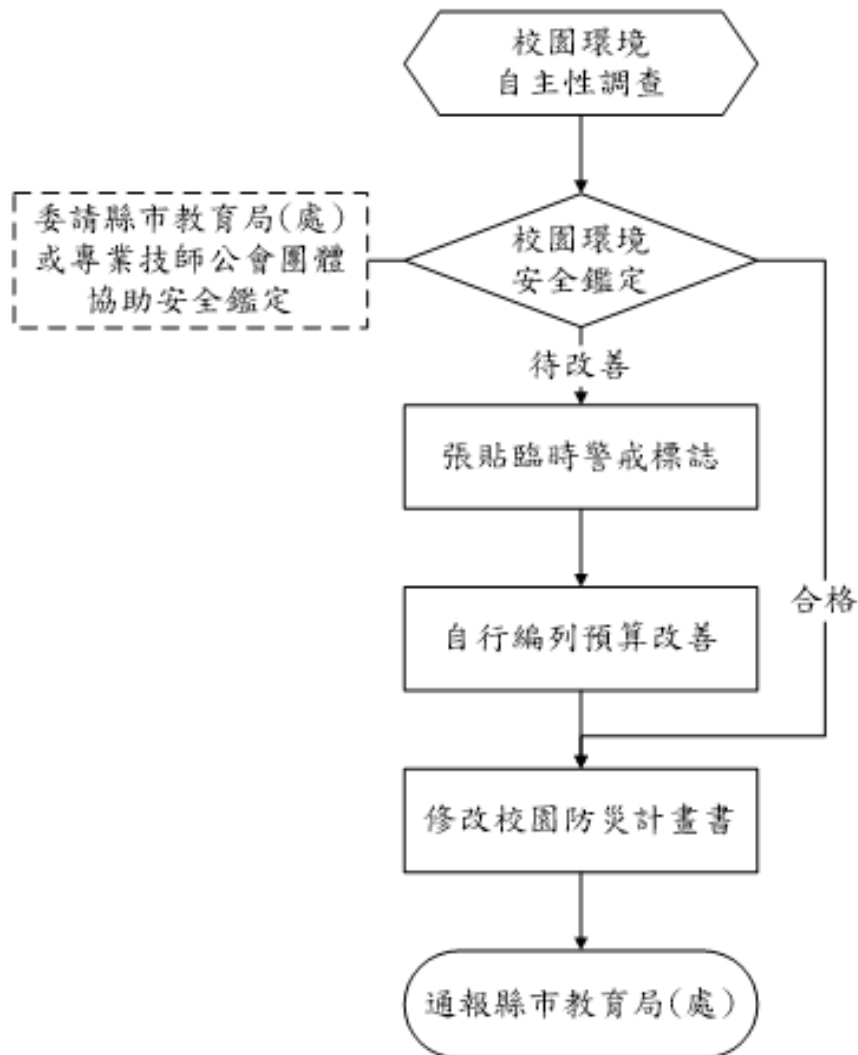 校園環境
自主性調查
委請縣市教育局(處)
或專業技師公會團體
協助安全鑑定
校園環境
安全鑑定
待改善
張貼臨時警戒標誌
自行編列預算改善
合格
修改校園防災計畫書
通報縣市教育局(處)